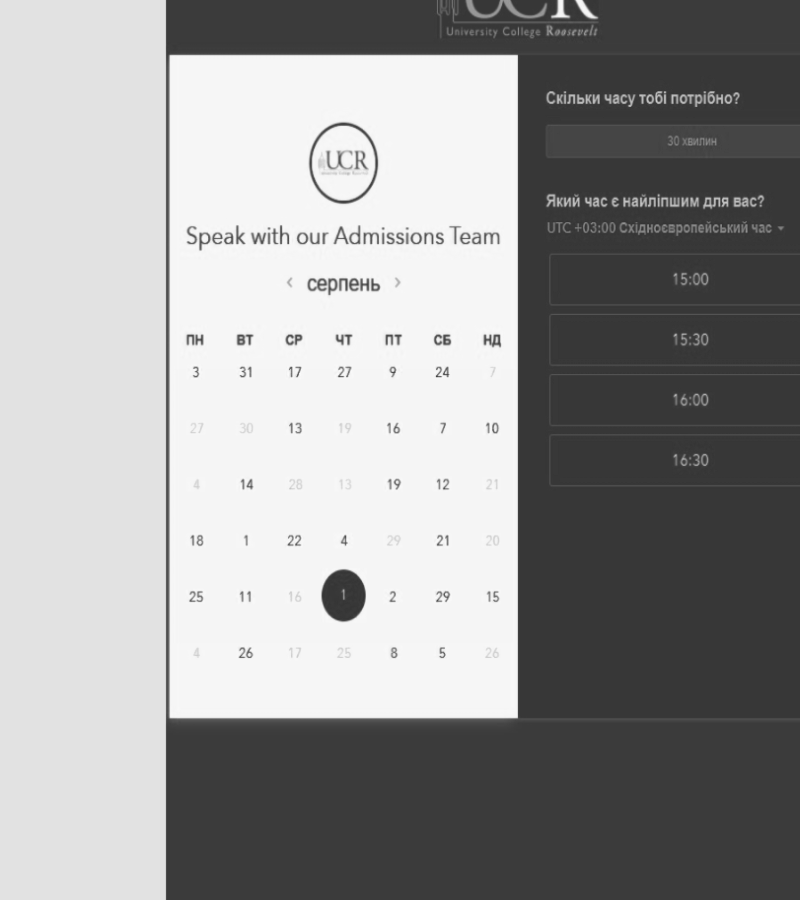 UCR
University College Roosevelt
UCR
Speak with our Admissions Team
< серпень >
ПН ВТ СР ЧТ ПТ СБ НД
3 31 17 27 9 24 7
27 30 13 19 16 7 10
4 14 28 13 19 12 21
18 1 22 4 29 21 20
25 11 16 1 2 29 15
4 26 17 25 8 5 26
Скільки часу тобі потрібно?
30 хвилин
Який час є найліпшим для вас?
UTC +03:00 Східноєвропейський час
15:00
15:30
16:00
16:30